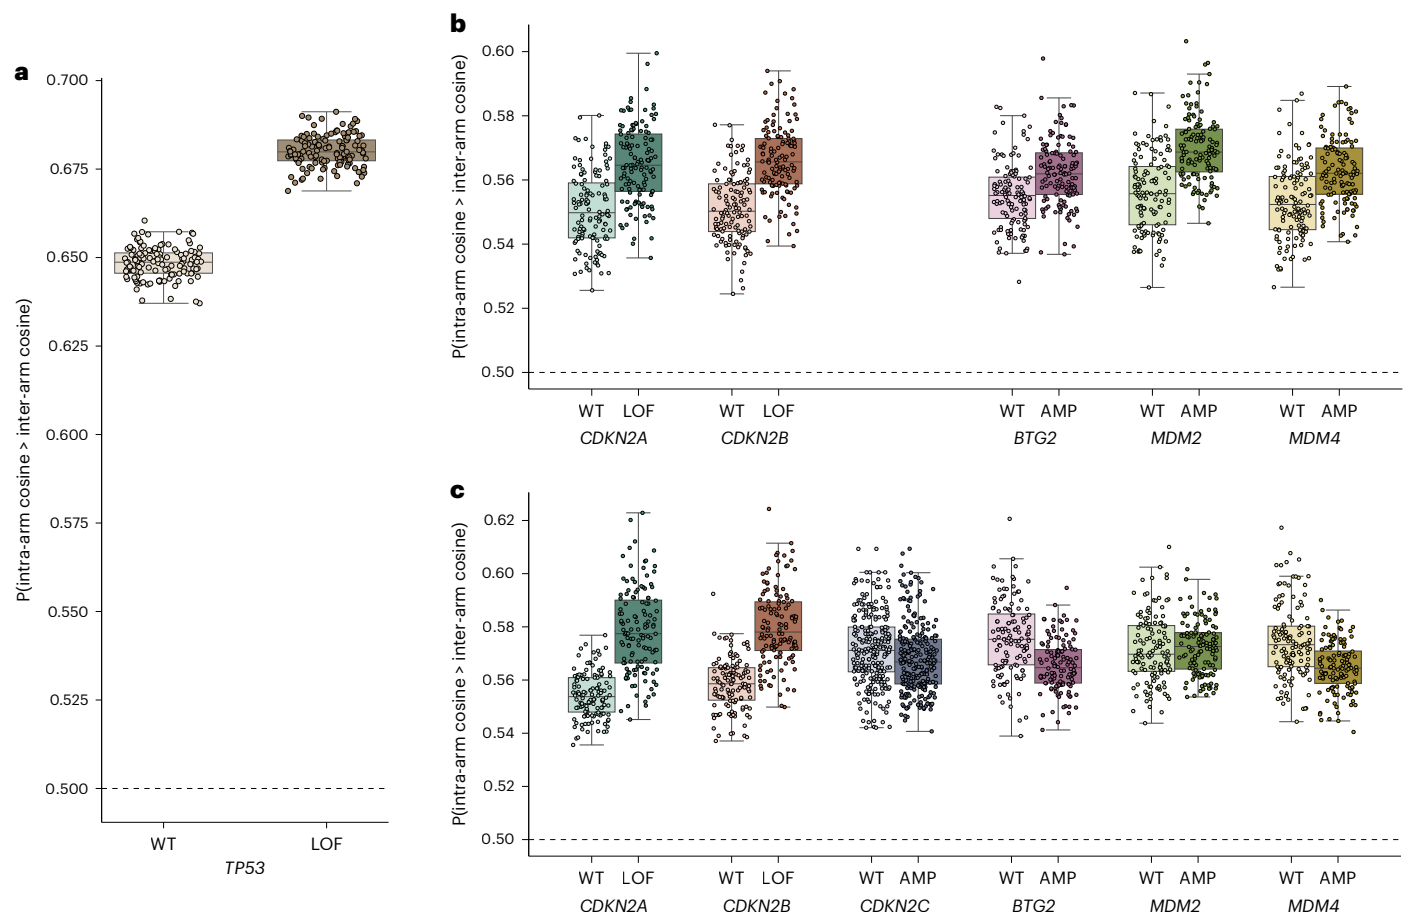 a
0.700
0.675
0.650
0.625
0.600
0.575
0.550
0.525
0.500
P(intra-arm cosine > inter-arm cosine)
WT LOF
TP53
b
0.60
0.58
0.56
0.54
0.52
0.50
P(intra-arm cosine > inter-arm cosine)
WT LOF WT LOF WT AMP WT AMP WT AMP
CDKN2A CDKN2B BTG2 MDM2 MDM4
c
0.62
0.60
0.58
0.56
0.54
0.52
0.50
P(intra-arm cosine > inter-arm cosine)
WT LOF WT LOF WT AMP WT AMP WT AMP WT AMP
CDKN2A CDKN2B CDKN2C BTG2 MDM2 MDM4